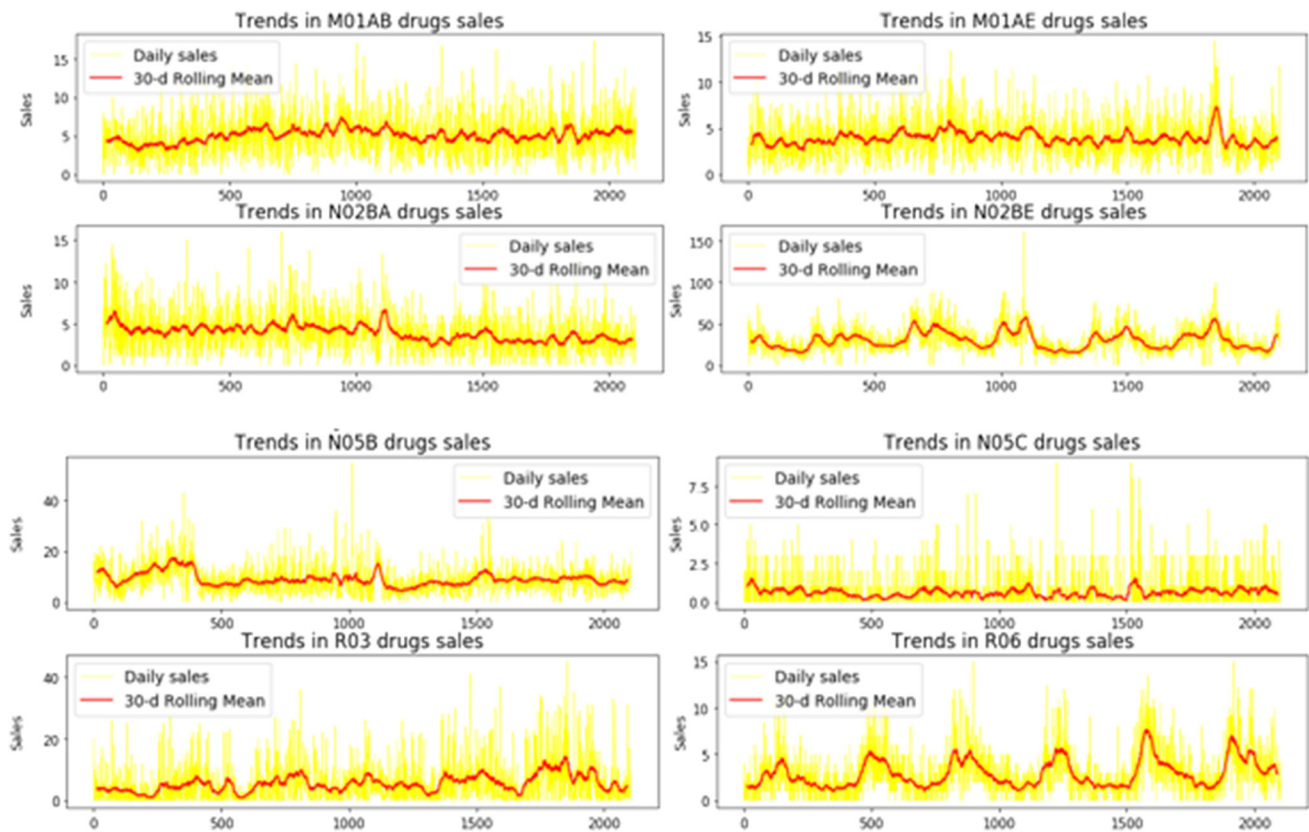 Trends in M01AB drugs sales
Daily sales
30-d Rolling Mean
Sales
15
10
5
0
0
500
1000
1500
2000
Trends in M01AE drugs sales
Daily sales
30-d Rolling Mean
Sales
15
10
5
0
0
500
1000
1500
2000
Trends in N02BA drugs sales
Daily sales
30-d Rolling Mean
Sales
15
10
5
0
0
500
1000
1500
2000
Trends in N02BE drugs sales
Daily sales
30-d Rolling Mean
Sales
150
100
50
0
0
500
1000
1500
2000
Trends in N05B drugs sales
Daily sales
30-d Rolling Mean
Sales
40
20
0
0
500
1000
1500
2000
Trends in N05C drugs sales
Daily sales
30-d Rolling Mean
Sales
7.5
5.0
2.5
0.0
0
500
1000
1500
2000
Trends in R03 drugs sales
Daily sales
30-d Rolling Mean
Sales
40
20
0
0
500
1000
1500
2000
Trends in R06 drugs sales
Daily sales
30-d Rolling Mean
Sales
15
10
5
0
0
500
1000
1500
2000